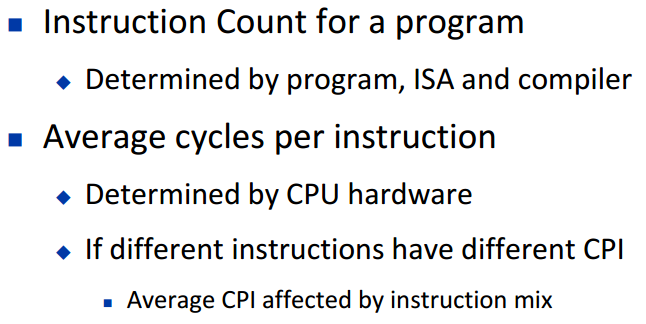 Instruction Count for a program
Determined by program, ISA and compiler
Average cycles per instruction
Determined by CPU hardware
If different instructions have different CPI
Average CPI affected by instruction mix